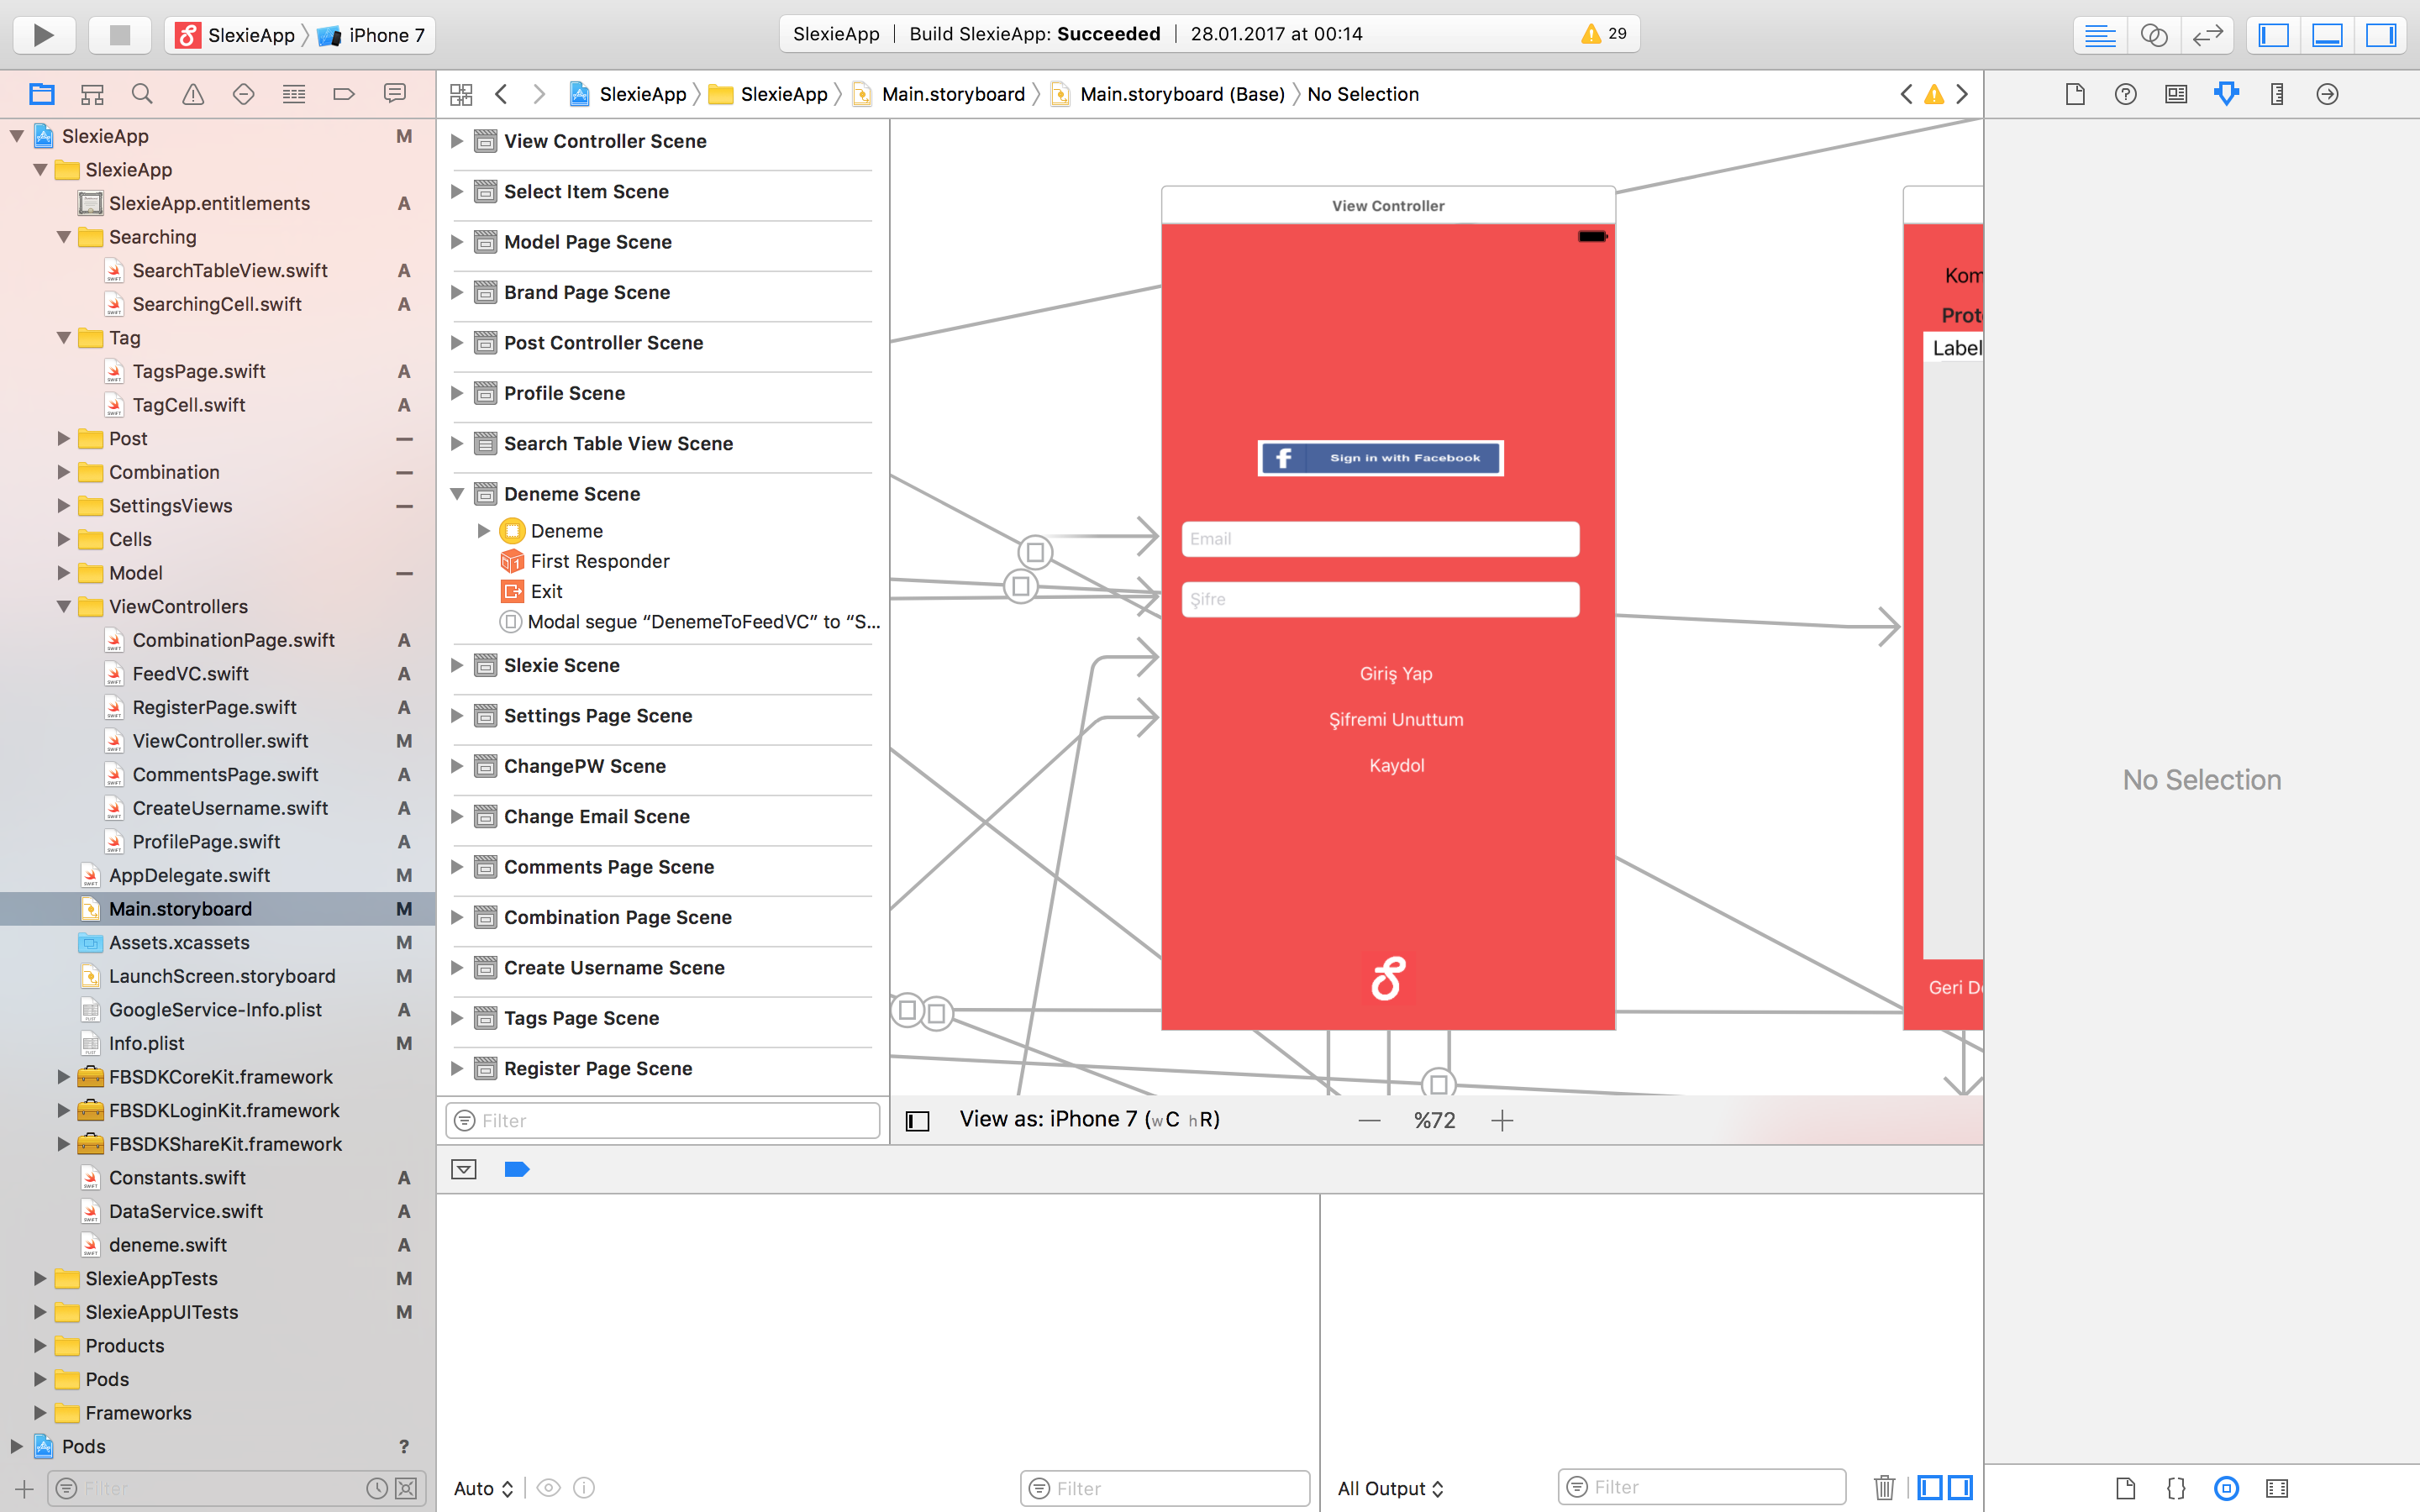 SlexieApp iPhone 7
SlexieApp Build SlexieApp: Succeeded 28.01.2017 at 00:14 29
SlexieApp SlexieApp Main.storyboard Main.storyboard (Base) No Selection
SlexieApp M
SlexieApp
SlexieApp.entitlements A
Searching
SearchTableView.swift A
SearchingCell.swift A
Tag
TagsPage.swift A
TagCell.swift A
Post
Combination
SettingsViews
Cells
Model
ViewControllers
CombinationPage.swift A
FeedVC.swift A
RegisterPage.swift A
ViewController.swift M
CommentsPage.swift A
CreateUsername.swift A
ProfilePage.swift A
AppDelegate.swift M
Main.storyboard M
Assets.xcassets M
LaunchScreen.storyboard M
GoogleService-Info.plist A
Info.plist M
FBSDKCoreKit.framework
FBSDKLoginKit.framework
FBSDKShareKit.framework
Constants.swift A
DataService.swift A
deneme.swift A
SlexieAppTests M
SlexieAppUITests M
Products
Pods
Frameworks
Pods ?
Filter
View Controller Scene
Select Item Scene
Model Page Scene
Brand Page Scene
Post Controller Scene
Profile Scene
Search Table View Scene
Deneme Scene
Deneme
First Responder
Exit
Modal segue “DenemeToFeedVC” to “S...
Slexie Scene
Settings Page Scene
ChangePW Scene
Change Email Scene
Comments Page Scene
Combination Page Scene
Create Username Scene
Tags Page Scene
Register Page Scene
Filter
View Controller
f Sign in with Facebook
Email
Şifre
Giriş Yap
Şifremi Unuttum
Kaydol
Kom
Prot
Label
Geri D
View as: iPhone 7 (wC hR) %72
No Selection
Auto Filter
All Output Filter